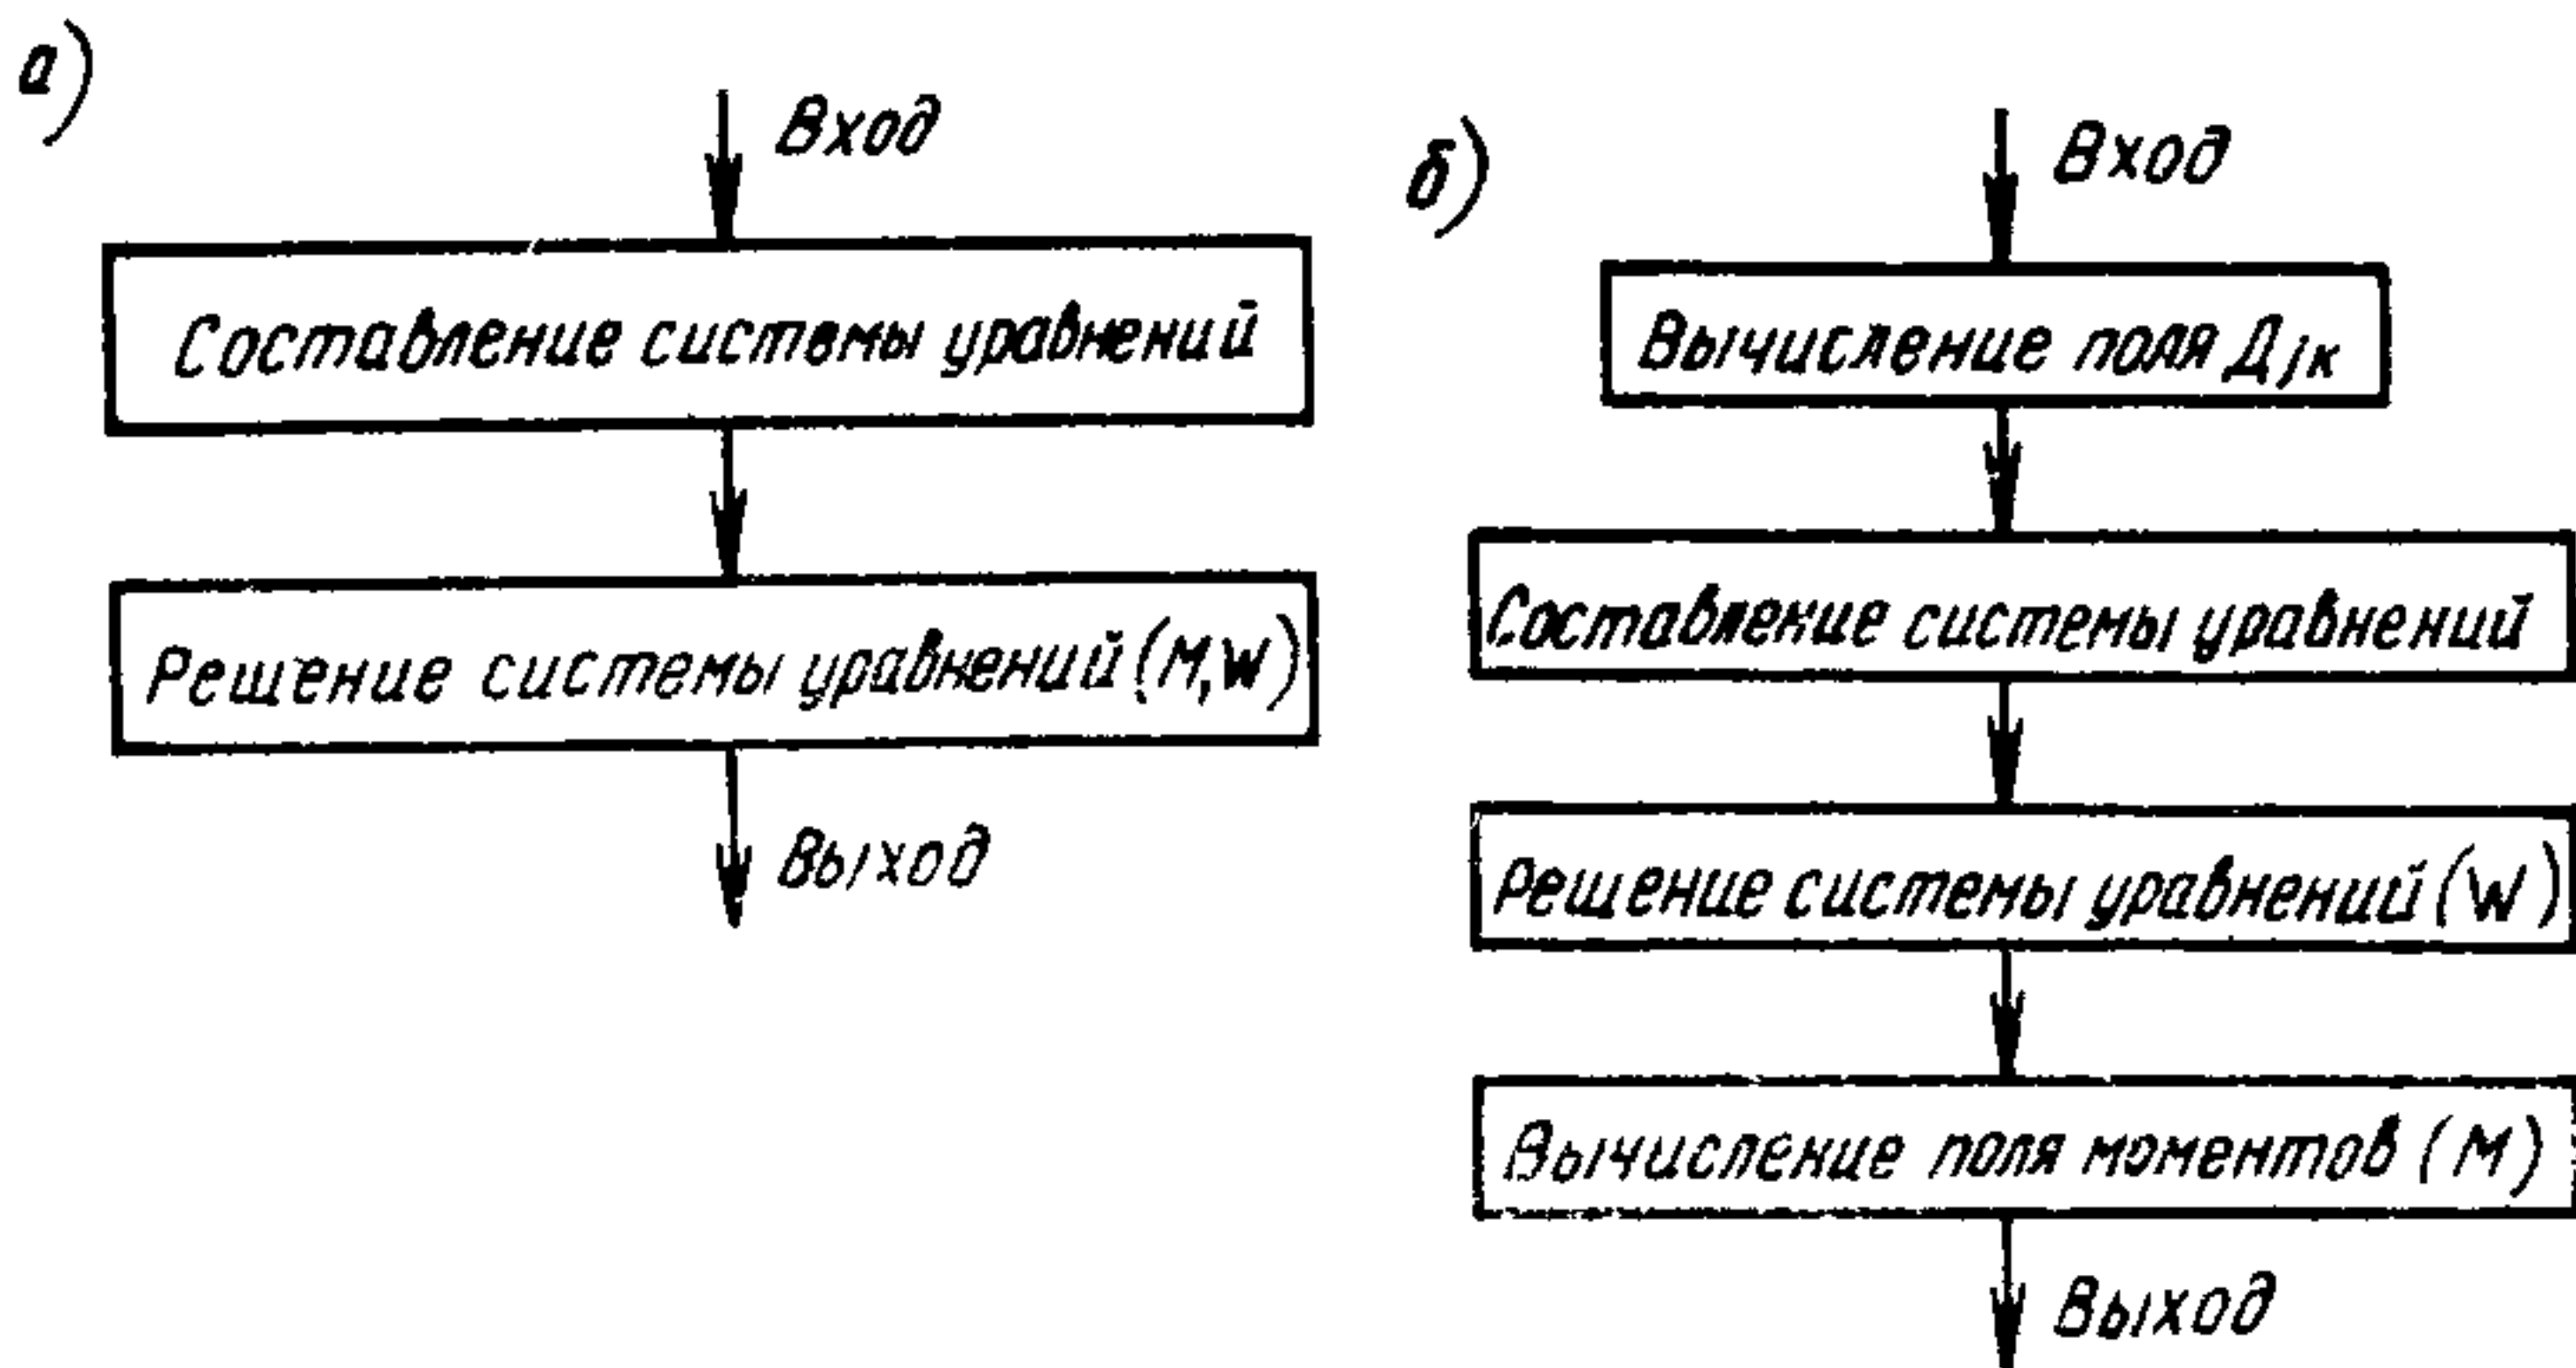 а)
Вход
Составление системы уравнений
Решение системы уравнений (М, W)
Выход
б)
Вход
Вычисление поля Дjк
Составление системы уравнений
Решение системы уравнений (W)
Вычисление поля моментов (М)
Выход